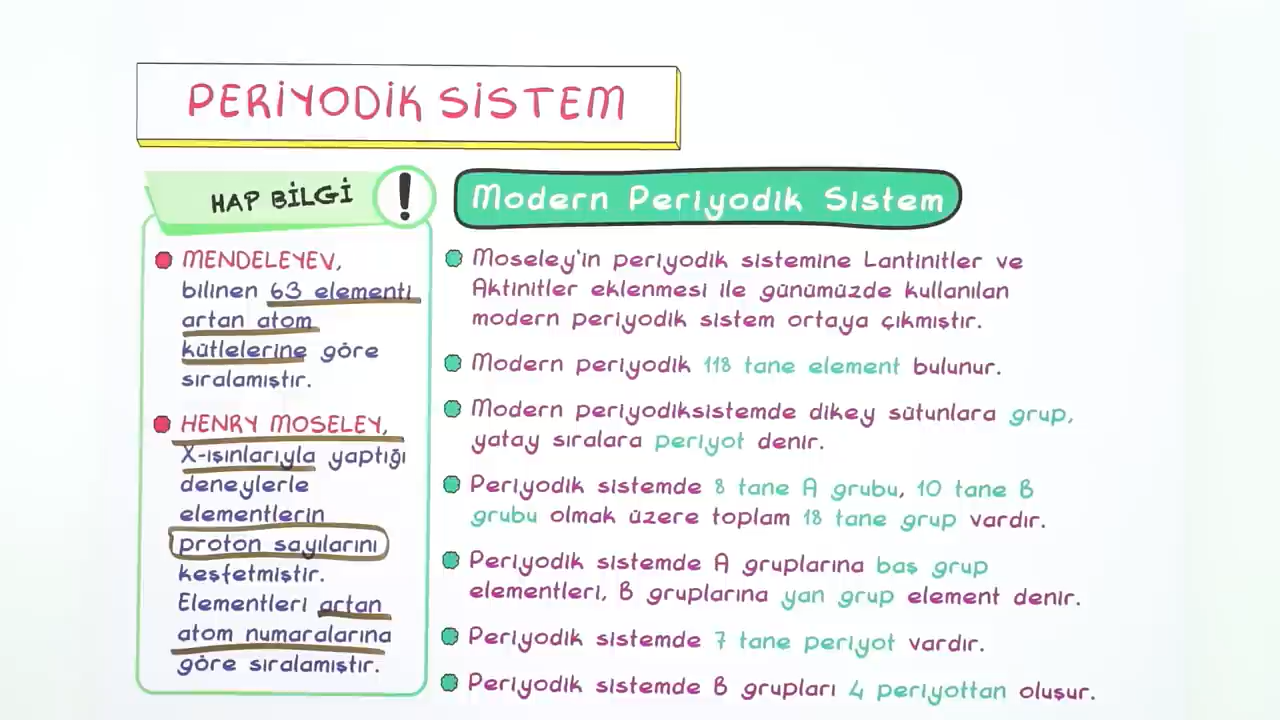 PERİYODİK SİSTEM
HAP BİLGİ !
MENDELEYEV,
bilinen 63 elementi
artan atom
kütlelerine göre
sıralamıştır.
HENRY MOSELEY,
X-ışınlarıyla yaptığı
deneylerle
elementlerin
proton sayılarını
keşfetmiştir.
Elementleri artan
atom numaralarına
göre sıralamıştır.
Modern Periyodik Sistem
Moseley'in periyodik sistemine Lantinitler ve
Aktinitler eklenmesi ile günümüzde kullanılan
modern periyodik sistem ortaya çıkmıştır.
Modern periyodik 118 tane element bulunur.
Modern periyodiksistemde dikey sütunlara grup,
yatay sıralara periyot denir.
Periyodik sistemde 8 tane A grubu, 10 tane B
grubu olmak üzere toplam 18 tane grup vardır.
Periyodik sistemde A gruplarına baş grup
elementleri, B gruplarına yan grup element denir.
Periyodik sistemde 7 tane periyot vardır.
Periyodik sistemde B grupları 4 periyottan oluşur.